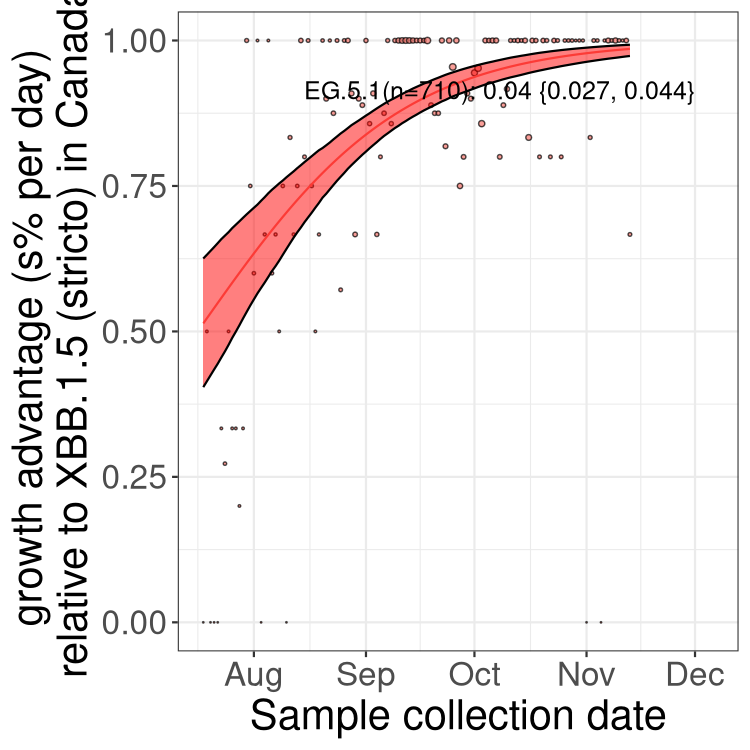 growth advantage (s% per day)
relative to XBB.1.5 (stricto) in Canada
1.00
0.75
0.50
0.25
0.00
EG.5.1(n=710): 0.04 {0.027, 0.044}
Aug Sep Oct Nov Dec
Sample collection date